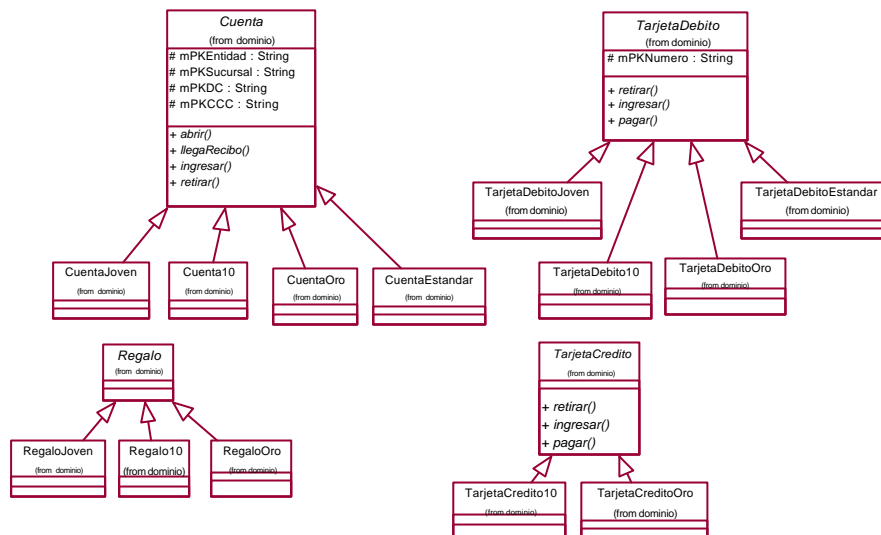 Cuenta
(from dominio)
# mPKEntidad : String
# mPKSucursal : String
# mPKDC : String
# mPKCCC : String
+ abrir()
+ llegaRecibo()
+ ingresar()
+ retirar()
CuentaJoven
(from dominio)
Cuenta10
(from dominio)
CuentaOro
(from dominio)
CuentaEstandar
(from dominio)
TarjetaDebito
(from dominio)
# mPKNumero : String
+ retirar()
+ ingresar()
+ pagar()
TarjetaDebitoJoven
(from dominio)
TarjetaDebito10
(from dominio)
TarjetaDebitoOro
(from dominio)
TarjetaDebitoEstandar
(from dominio)
Regalo
(from dominio)
RegaloJoven
(from dominio)
Regalo10
(from dominio)
RegaloOro
(from dominio)
TarjetaCredito
(from dominio)
+ retirar()
+ ingresar()
+ pagar()
TarjetaCredito10
(from dominio)
TarjetaCreditoOro
(from dominio)